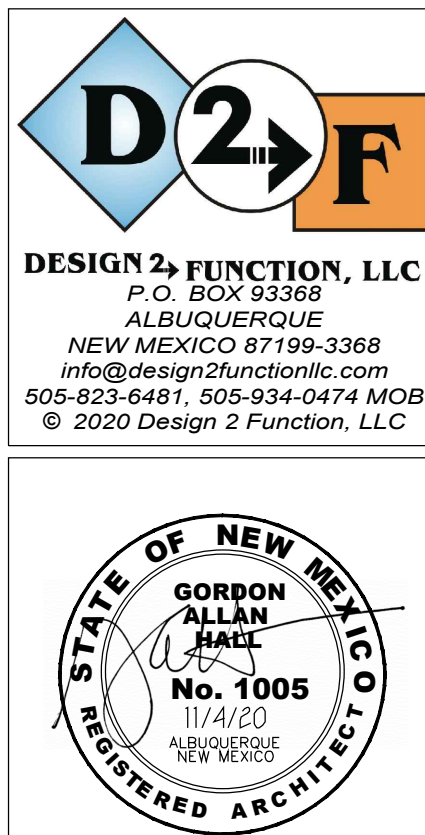 D 2 F
DESIGN 2 FUNCTION, LLC
P.O. BOX 93368
ALBUQUERQUE
NEW MEXICO 87199-3368
info@design2functionllc.com
505-823-6481, 505-934-0474 MOB
© 2020 Design 2 Function, LLC
STATE OF NEW MEXICO
GORDON
ALLAN
HALL
No. 1005
11/4/20
ALBUQUERQUE
NEW MEXICO
REGISTERED ARCHITECT